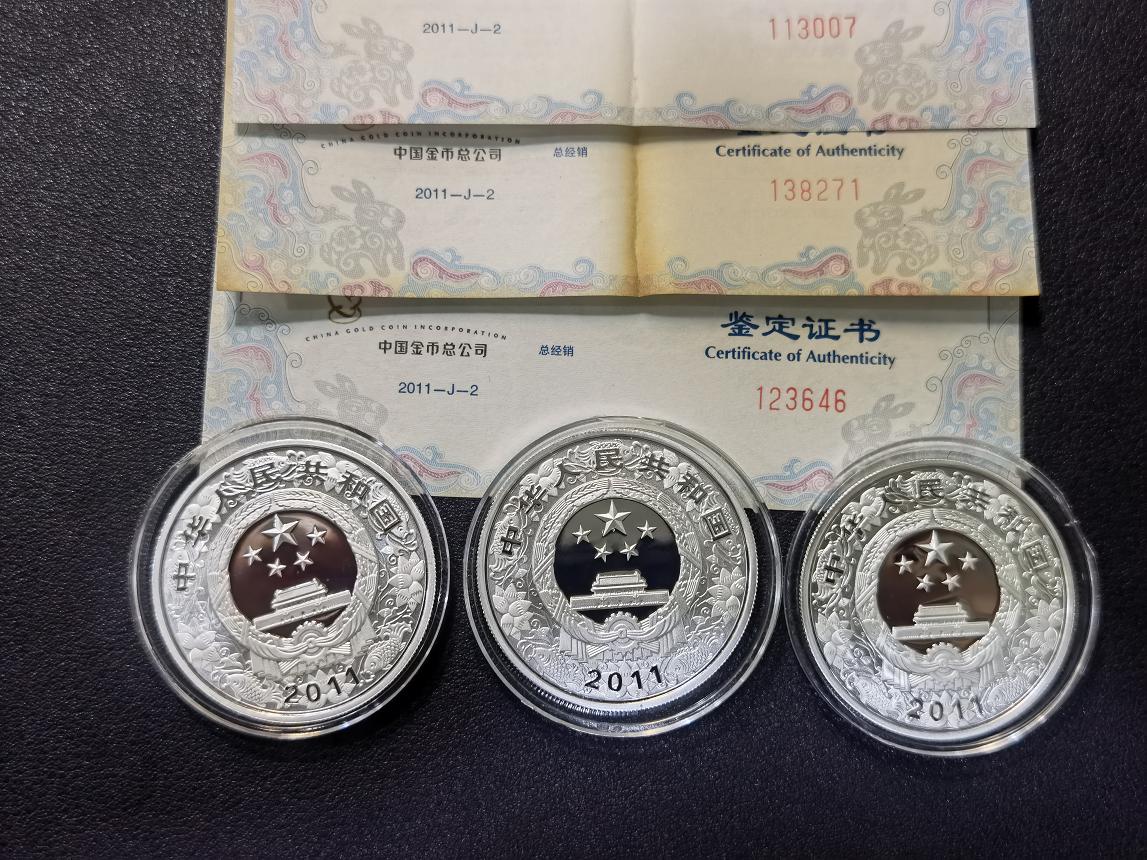 2011—J—2
113007
CHINA GOLD COIN INCORPORATION
中国金币总公司
总经销
Certificate of Authenticity
2011—J—2
138271
CHINA GOLD COIN INCORPORATION
中国金币总公司
总经销
鉴定证书
Certificate of Authenticity
2011—J—2
123646
中华人民共和国
2011
中华人民共和国
2011
中华人民共和国
2011